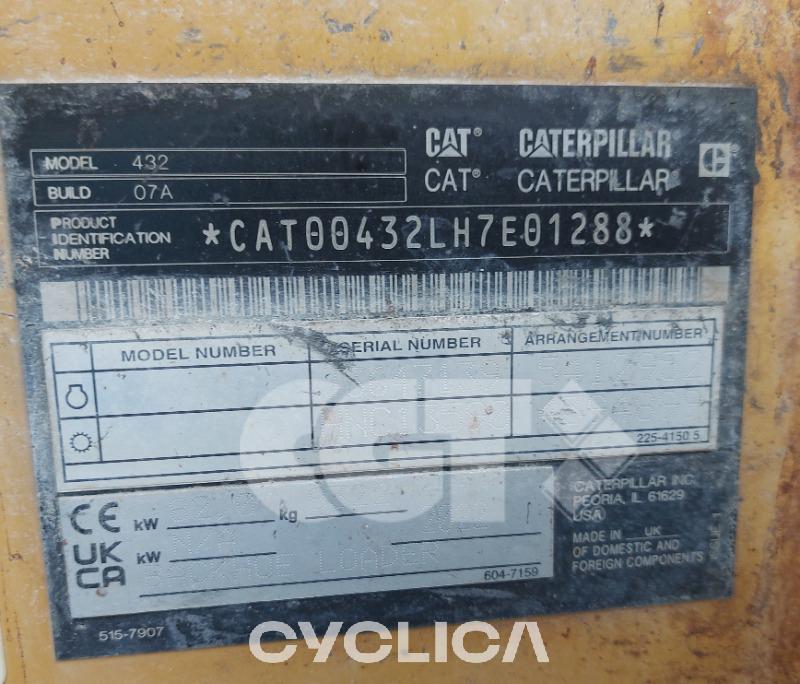 CAT® CATERPILLAR®
CAT® CATERPILLAR®
MODEL 432
BUILD 07A
PRODUCT IDENTIFICATION NUMBER *CAT00432LH7E01288*
MODEL NUMBER SERIAL NUMBER ARRANGEMENT NUMBER
225-4150 5
CE kW kg
UK CA kW
604-7159
CATERPILLAR INC.
PEORIA, IL 61629
USA
MADE IN UK
OF DOMESTIC AND
FOREIGN COMPONENTS
515-7907
CYCLICA